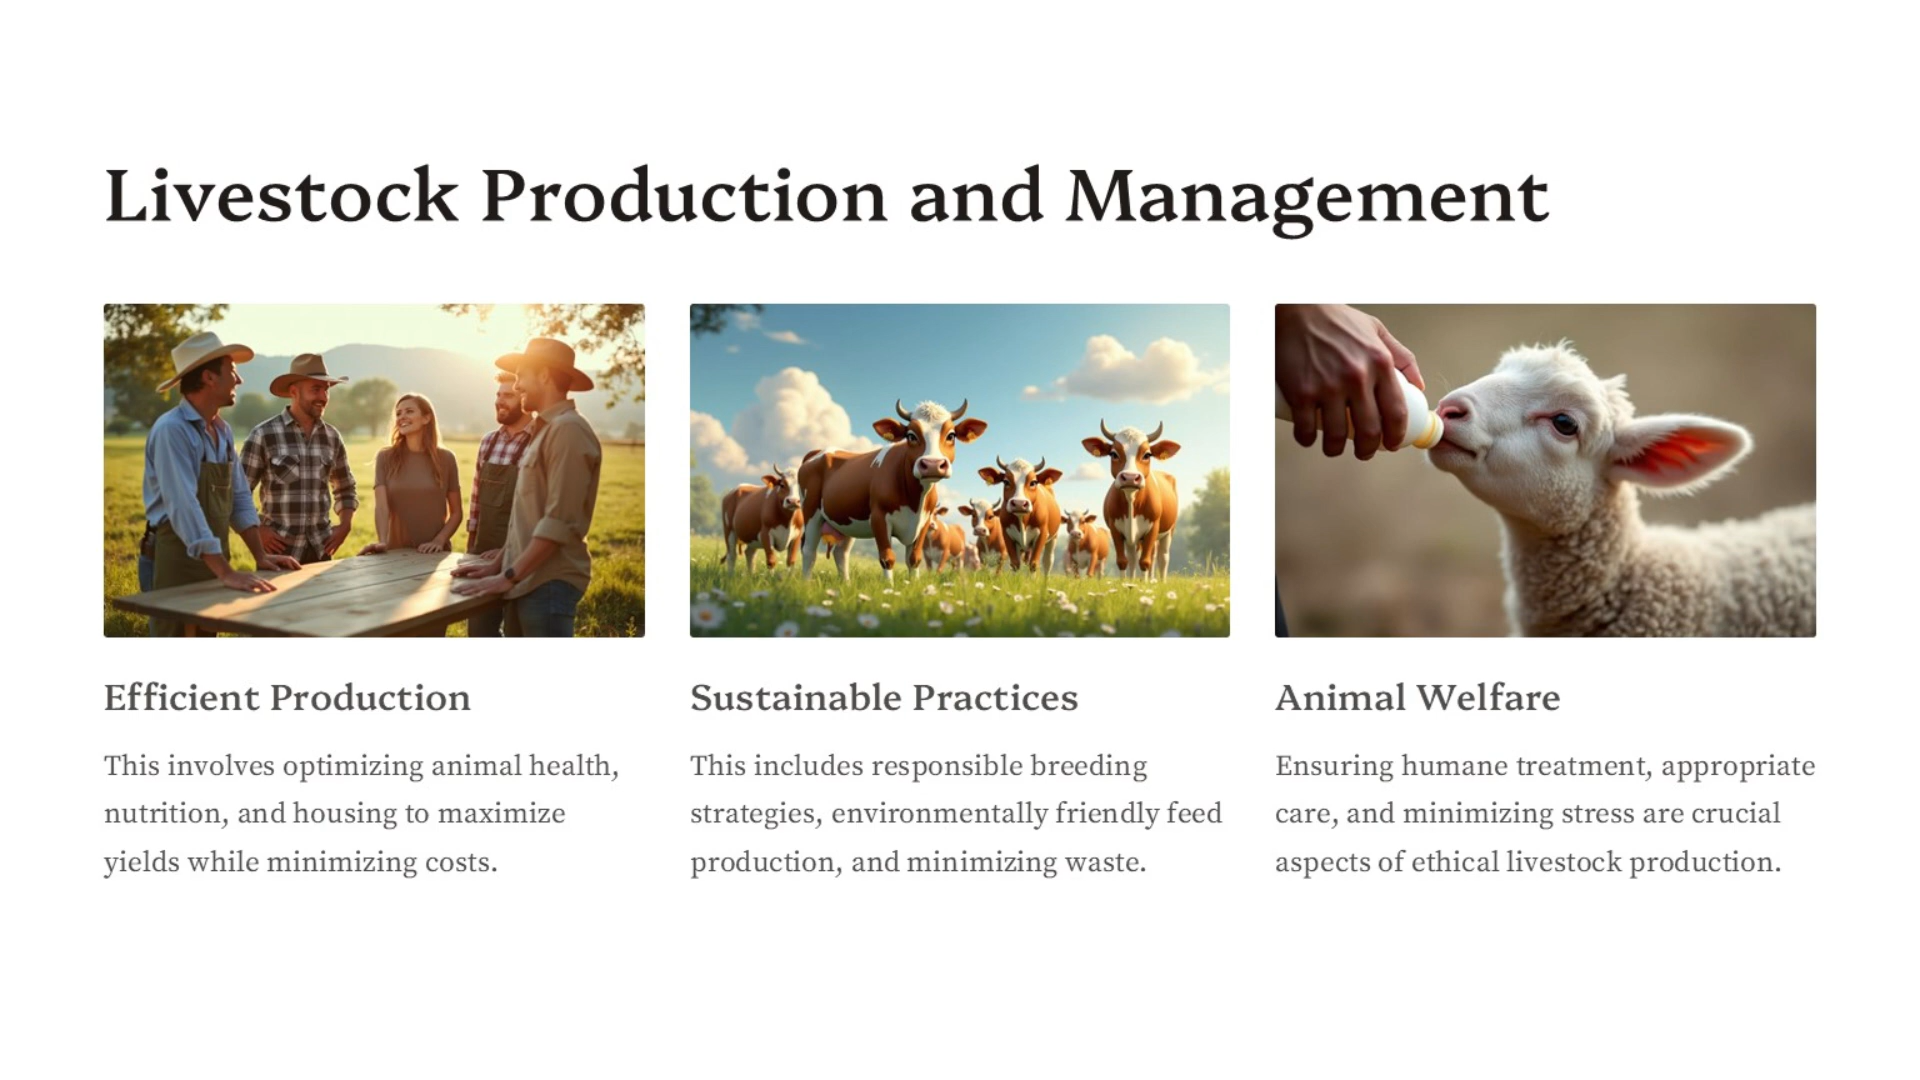 Livestock Production and Management
Efficient Production
This involves optimizing animal health,
nutrition, and housing to maximize
yields while minimizing costs.
Sustainable Practices
This includes responsible breeding
strategies, environmentally friendly feed
production, and minimizing waste.
Animal Welfare
Ensuring humane treatment, appropriate
care, and minimizing stress are crucial
aspects of ethical livestock production.